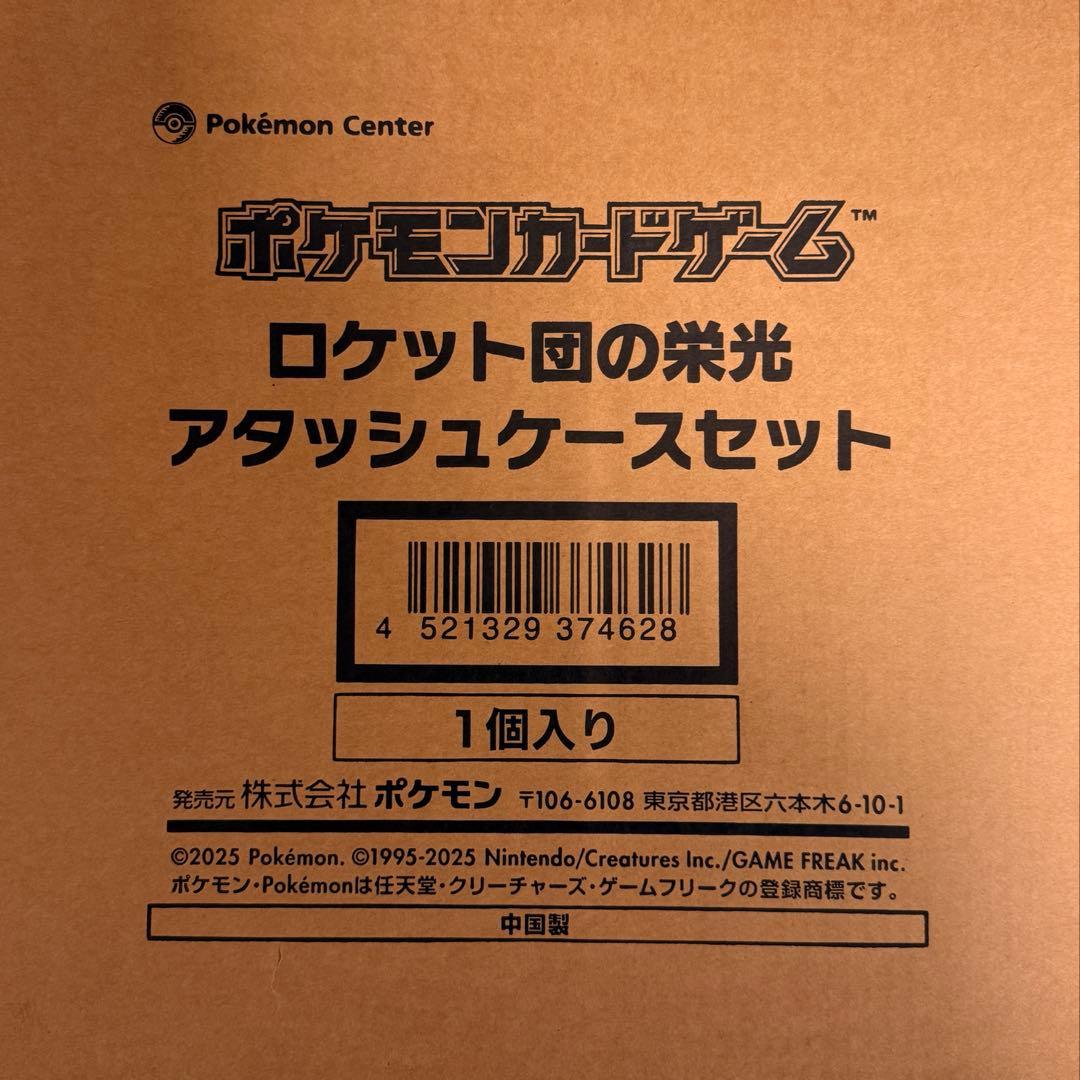 Pokémon Center
ポケモンカードゲーム™
ロケット団の栄光
アタッシュケースセット
4 521329 374628
1個入り
発売元 株式会社 ポケモン 〒106-6108 東京都港区六本木6-10-1
©2025 Pokémon. ©1995-2025 Nintendo/Creatures Inc./GAME FREAK inc.
ポケモン・Pokémonは任天堂・クリーチャーズ・ゲームフリークの登録商標です。
中国製